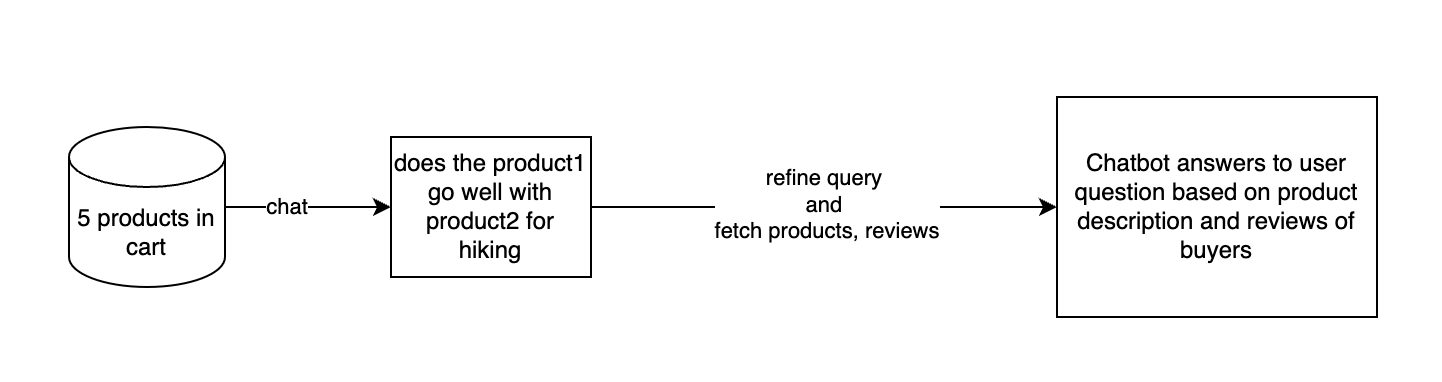 5 products in
cart
chat
does the product1
go well with
product2 for
hiking
refine query
and
fetch products, reviews
Chatbot answers to user
question based on product
description and reviews of
buyers